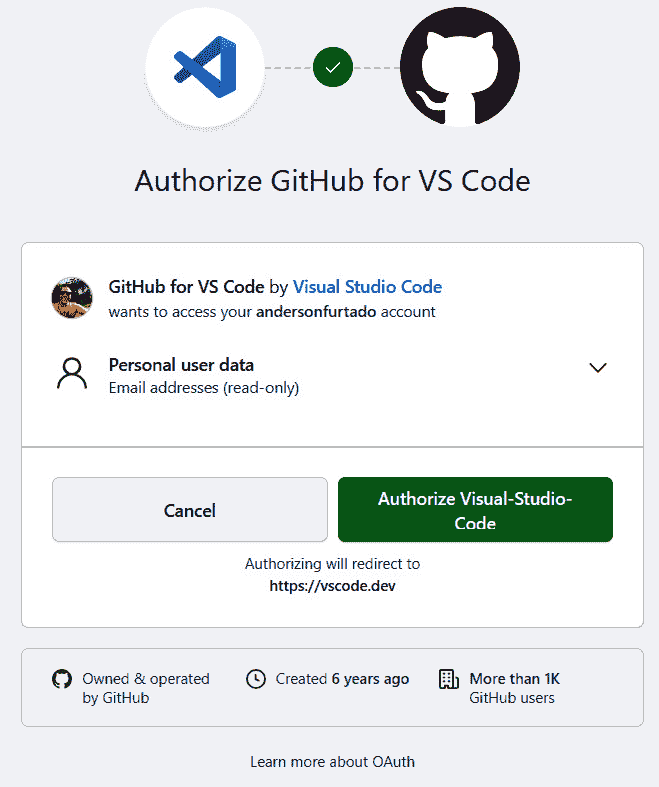 Authorize GitHub for VS Code
GitHub for VS Code by Visual Studio Code
wants to access your andersonfurtado account
Personal user data
Email addresses (read-only)
Cancel
Authorize Visual-Studio-
Code
Authorizing will redirect to
https://vscode.dev
Owned & operated
by GitHub
Created 6 years ago
More than 1K
GitHub users
Learn more about OAuth